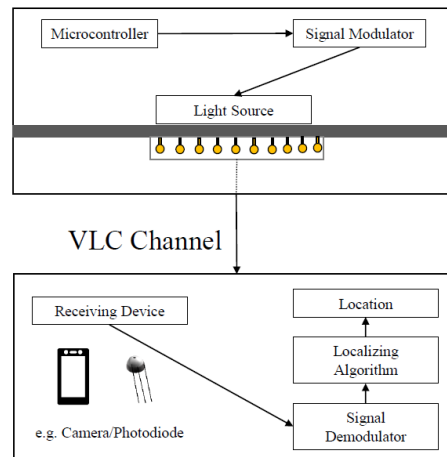 Microcontroller
Signal Modulator
Light Source
VLC Channel
Receiving Device
Location
Localizing
Algorithm
Signal
Demodulator
e.g. Camera/Photodiode